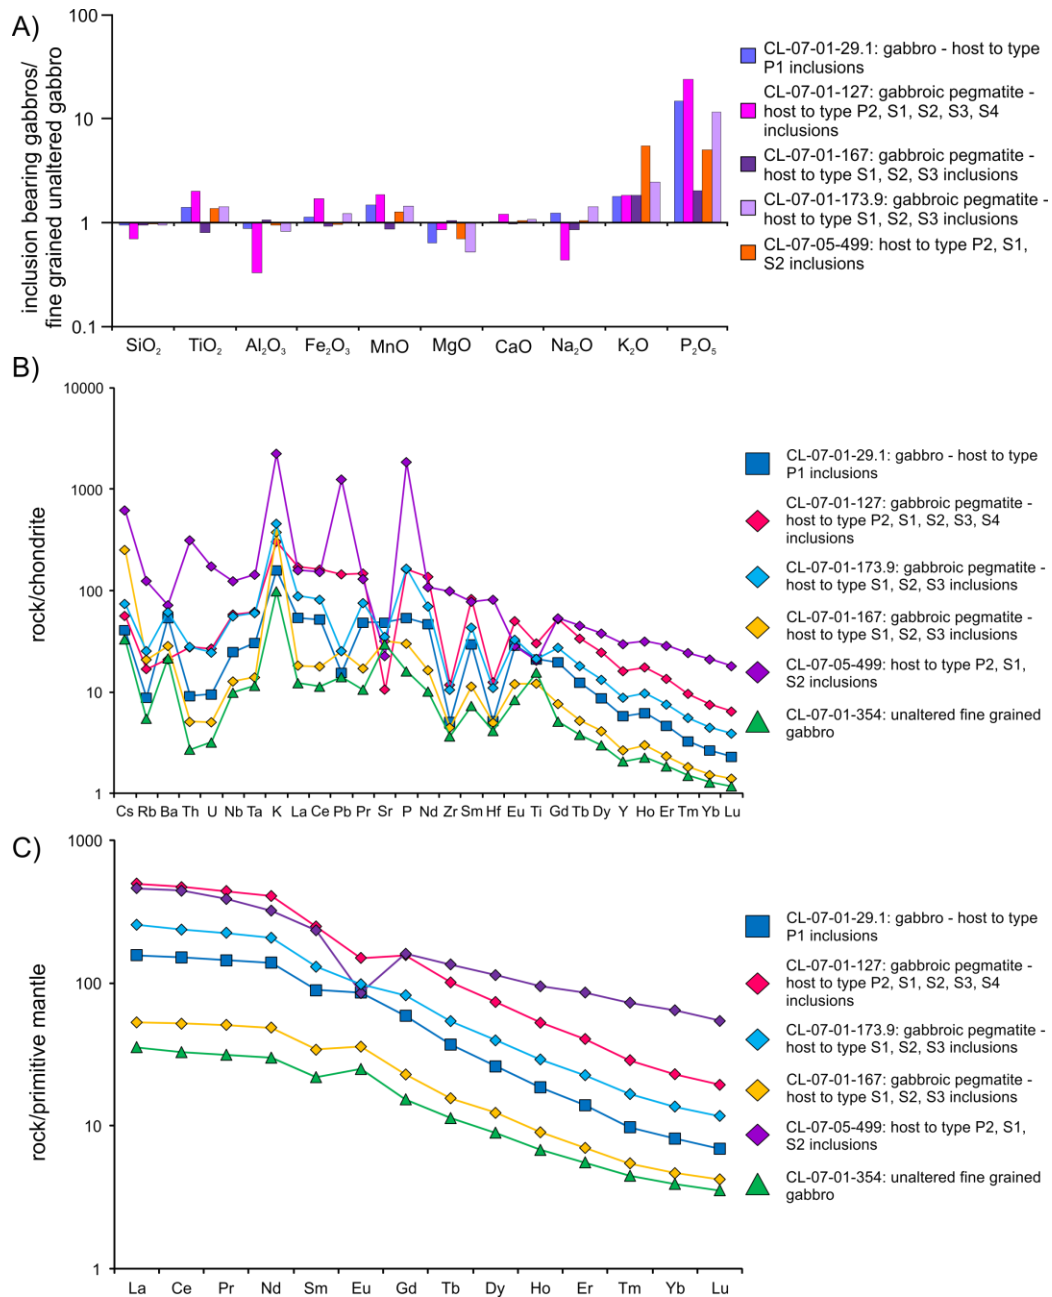 A)
inclusion bearing gabbros/
fine grained unaltered gabbro
100
10
1
0.1
SiO₂ TiO₂ Al₂O₃ Fe₂O₃ MnO MgO CaO Na₂O K₂O P₂O₅
CL-07-01-29.1: gabbro - host to type
P1 inclusions
CL-07-01-127: gabbroic pegmatite -
host to type P2, S1, S2, S3, S4
inclusions
CL-07-01-167: gabbroic pegmatite -
host to type S1, S2, S3 inclusions
CL-07-01-173.9: gabbroic pegmatite -
host to type S1, S2, S3 inclusions
CL-07-05-499: host to type P2, S1,
S2 inclusions
B)
rock/chondrite
10000
1000
100
10
1
Cs Rb Ba Th U Nb Ta K La Ce Pb Pr Sr P Nd Zr Sm Hf Eu Ti Gd Tb Dy Y Ho Er Tm Yb Lu
CL-07-01-29.1: gabbro - host to type
P1 inclusions
CL-07-01-127: gabbroic pegmatite -
host to type P2, S1, S2, S3, S4
inclusions
CL-07-01-173.9: gabbroic pegmatite -
host to type S1, S2, S3 inclusions
CL-07-01-167: gabbroic pegmatite -
host to type S1, S2, S3 inclusions
CL-07-05-499: host to type P2, S1,
S2 inclusions
CL-07-01-354: unaltered fine grained
gabbro
C)
rock/primitive mantle
1000
100
10
1
La Ce Pr Nd Sm Eu Gd Tb Dy Ho Er Tm Yb Lu
CL-07-01-29.1: gabbro - host to type
P1 inclusions
CL-07-01-127: gabbroic pegmatite -
host to type P2, S1, S2, S3, S4
inclusions
CL-07-01-173.9: gabbroic pegmatite -
host to type S1, S2, S3 inclusions
CL-07-01-167: gabbroic pegmatite -
host to type S1, S2, S3 inclusions
CL-07-05-499: host to type P2, S1,
S2 inclusions
CL-07-01-354: unaltered fine grained
gabbro